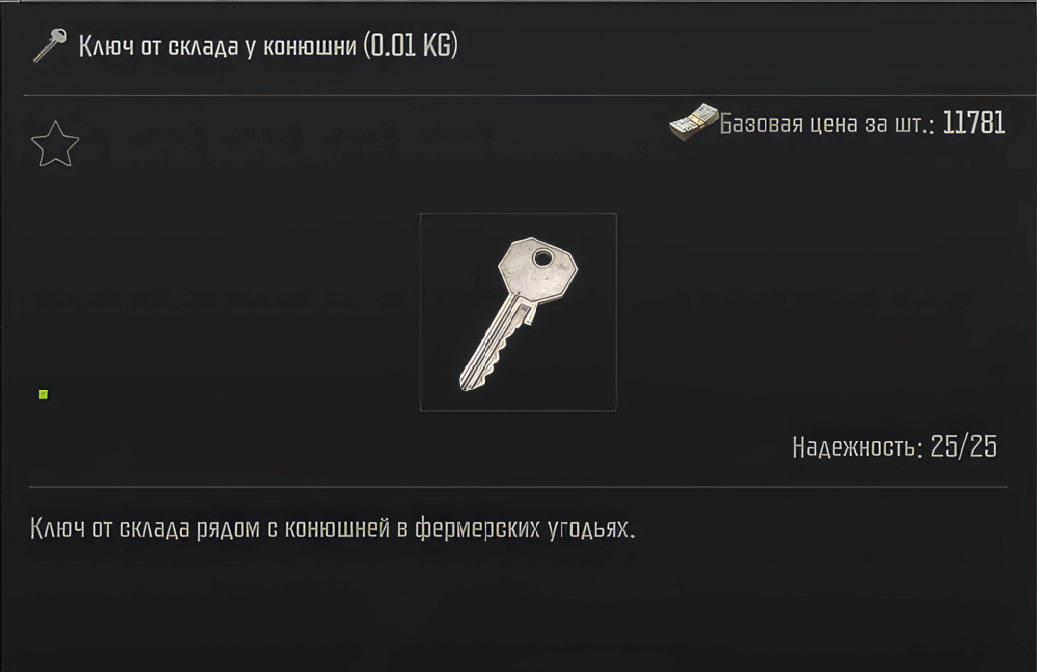 Ключ от склада у конюшни (0.01 KG)
Базовая цена за шт.: 11781
Надежность: 25/25
Ключ от склада рядом с конюшней в фермерских угодьях.